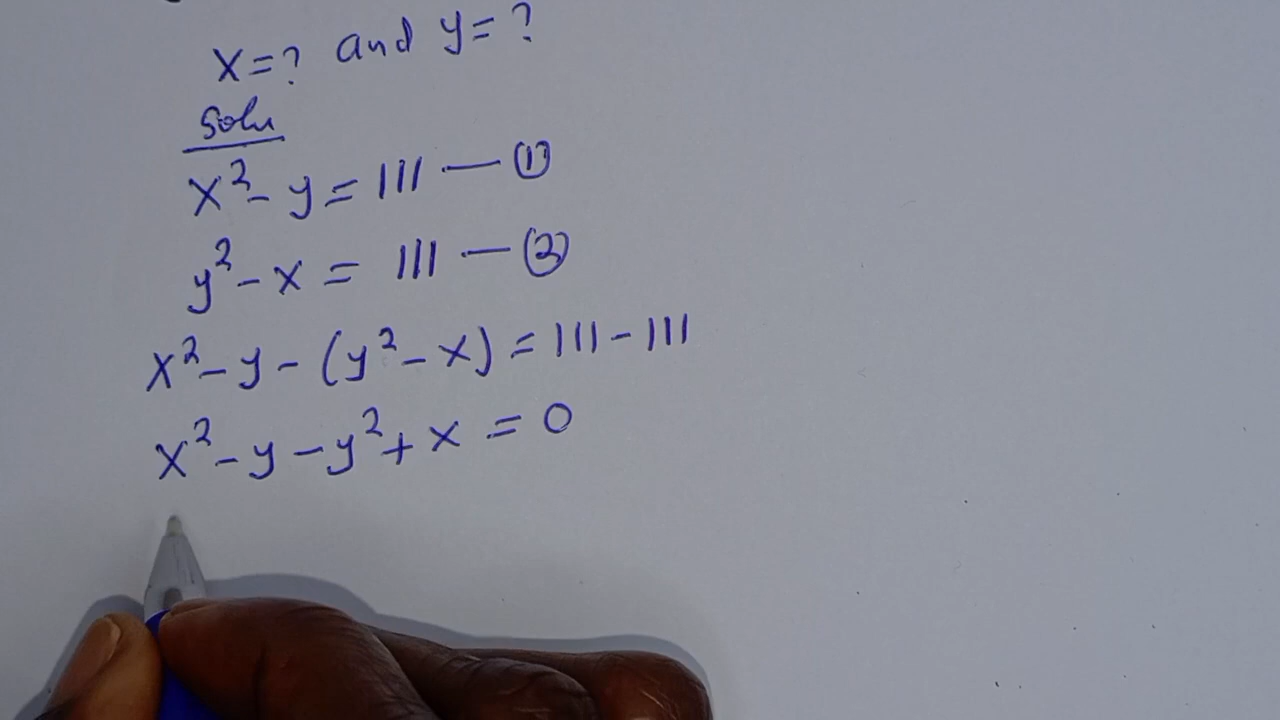 x=? and y=?
Soln
x² - y = 111 — ①
y² - x = 111 — ②
x² - y - (y² - x) = 111 - 111
x² - y - y² + x = 0